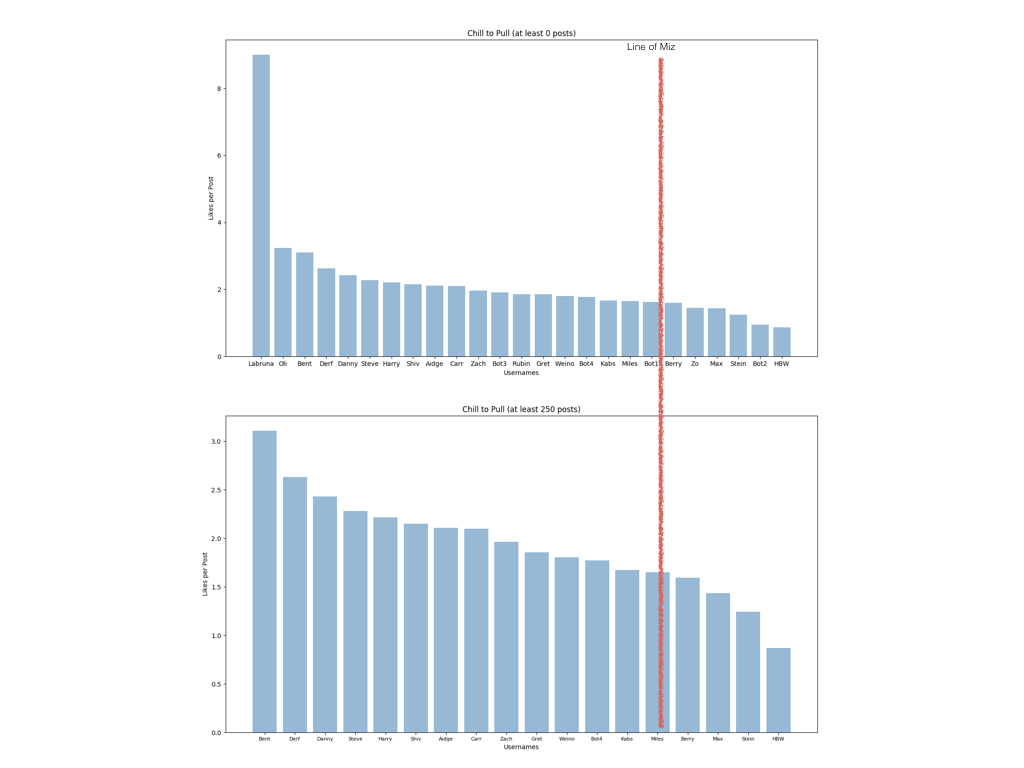 Chill to Pull (at least 0 posts)
Line of Miz
8
6
4
2
0
Likes per Post
Labruna Oli Bent Derf Danny Steve Harry Shiv Aidge Carr Zach Bot3 Rubin Gret Weino Bot4 Kabs Miles Bot1 Berry Zo Max Stein Bot2 HBW
Usernames
Chill to Pull (at least 250 posts)
3.0
2.5
2.0
1.5
1.0
0.5
0.0
Likes per Post
Bent Derf Danny Steve Harry Shiv Aidge Carr Zach Gret Weino Bot4 Kabs Miles Berry Max Stein HBW
Usernames